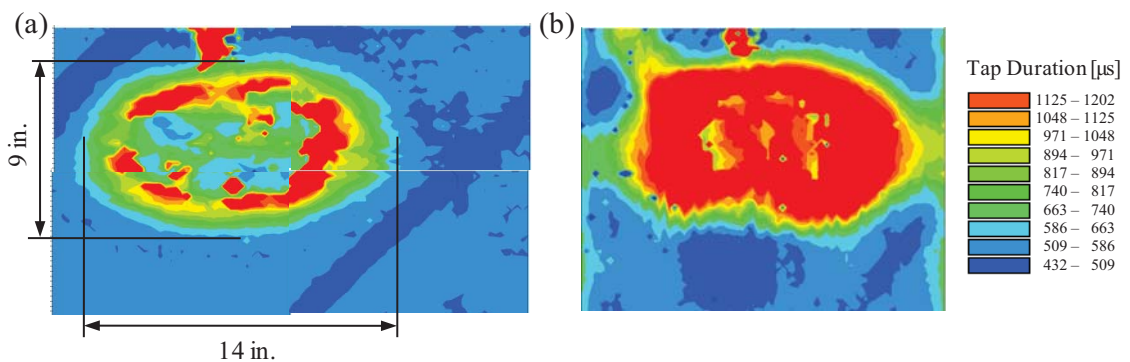 (a)
(b)
9 in.
14 in.
Tap Duration [µs]
1125 – 1202
1048 – 1125
971 – 1048
894 – 971
817 – 894
740 – 817
663 – 740
586 – 663
509 – 586
432 – 509